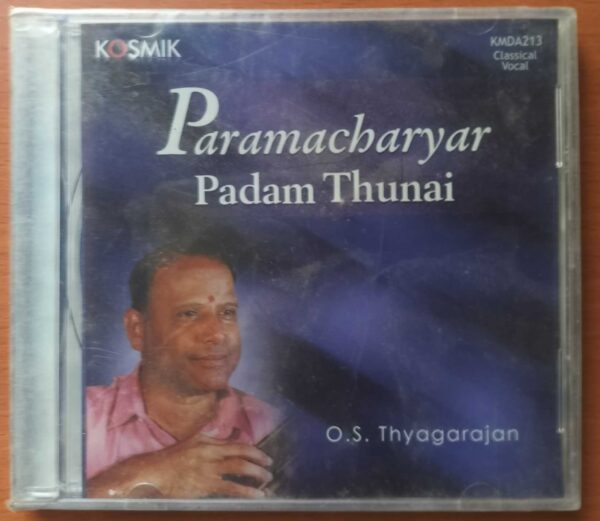 KOSMIK
KMDA213
Classical
Vocal
Paramacharyar
Padam Thunai
O.S. Thyagarajan